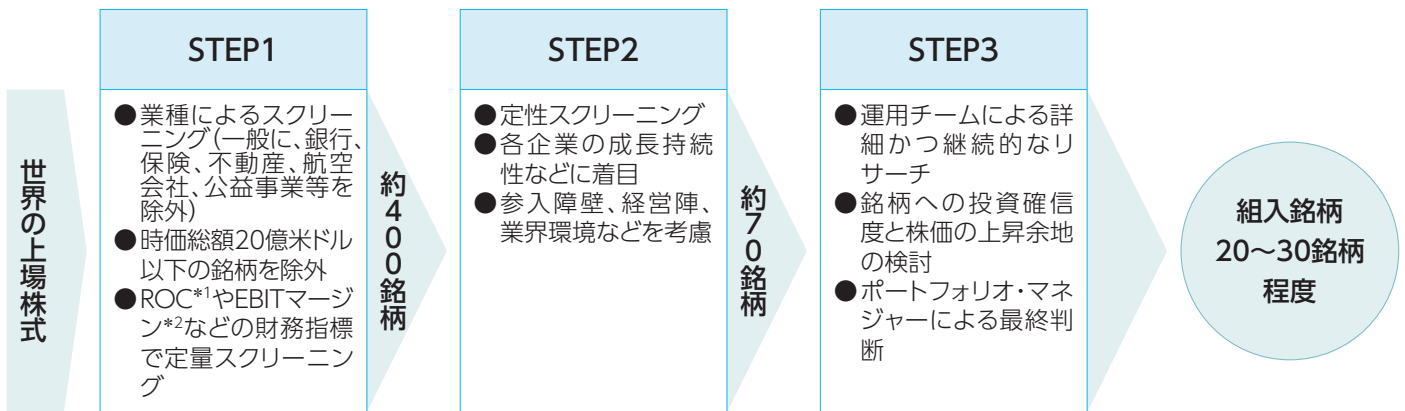 世界の上場株式
STEP1
●業種によるスクリー
ニング(一般に、銀行、
保険、不動産、航空
会社、公益事業等を
除外)
●時価総額20億米ドル
以下の銘柄を除外
●ROC*1やEBITマージ
ン*2などの財務指標
で定量スクリーニン
グ
約400銘柄
STEP2
●定性スクリーニング
●各企業の成長持続
性などに着目
●参入障壁、経営陣、
業界環境などを考慮
約70銘柄
STEP3
●運用チームによる詳
細かつ継続的なリ
サーチ
●銘柄への投資確信
度と株価の上昇余地
の検討
●ポートフォリオ・マネ
ジャーによる最終判
断
組入銘柄
20～30銘柄
程度